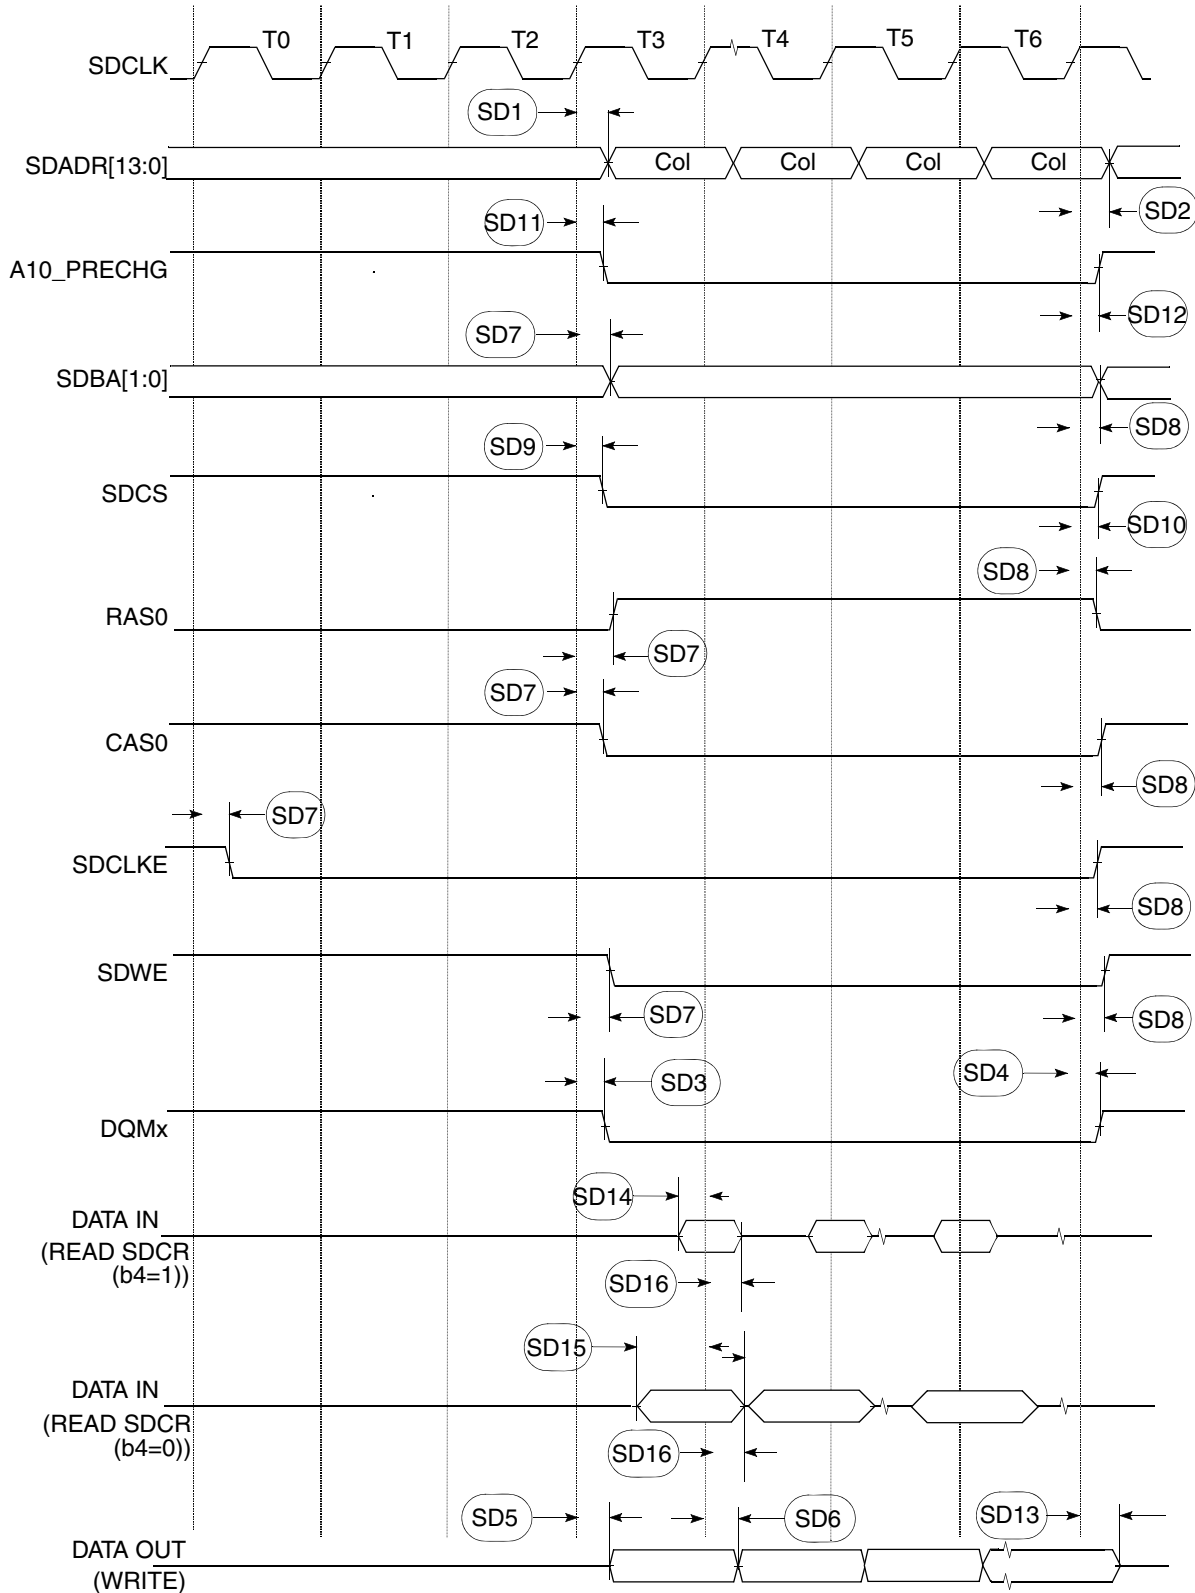 T0 T1 T2 T3 T4 T5 T6
SDCLK
SD1
SDADR[13:0] Col Col Col Col
SD2
SD11
A10_PRECHG
SD12
SD7
SDBA[1:0]
SD8
SD9
SDCS
SD10
SD8
RAS0
SD7
SD7
CAS0
SD8
SD7
SDCLKE
SD8
SDWE
SD7
SD8
SD3
SD4
DQMx
SD14
DATA IN
(READ SDCR
(b4=1))
SD16
SD15
DATA IN
(READ SDCR
(b4=0))
SD16
SD5
SD6
SD13
DATA OUT
(WRITE)